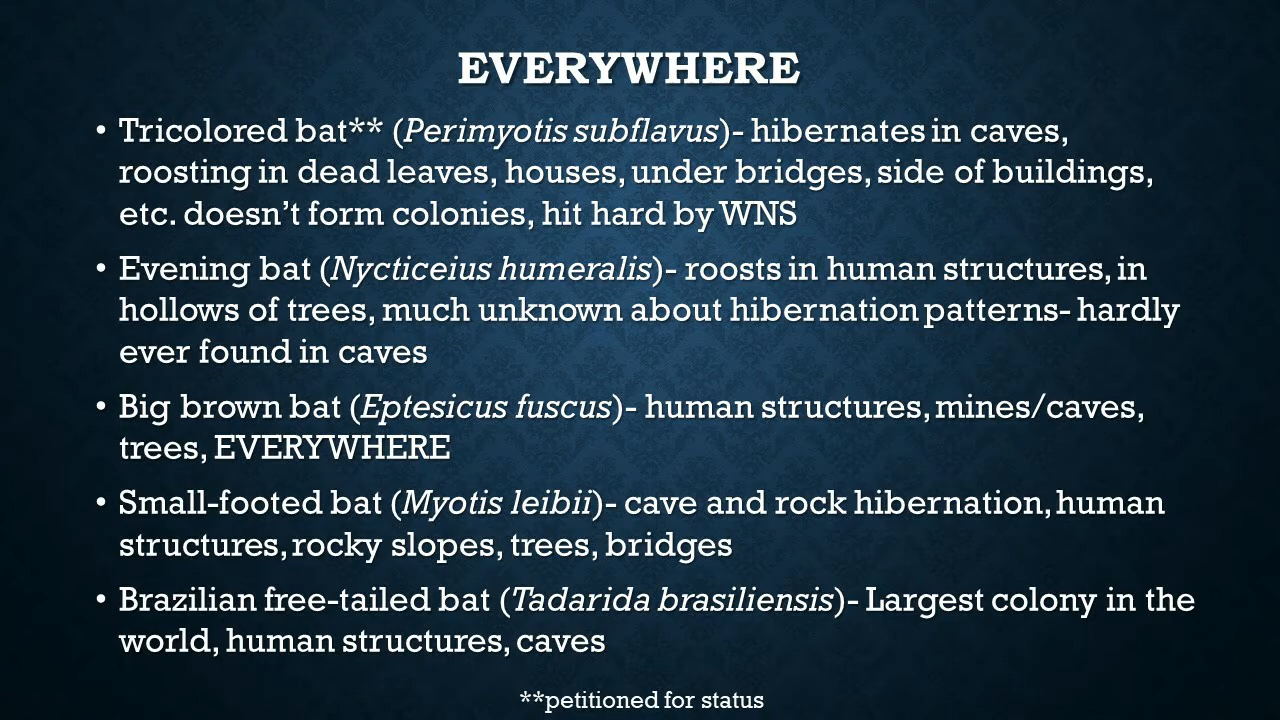 EVERYWHERE
• Tricolored bat** (Perimyotis subflavus)- hibernates in caves,
roosting in dead leaves, houses, under bridges, side of buildings,
etc. doesn’t form colonies, hit hard by WNS
• Evening bat (Nycticeius humeralis)- roosts in human structures, in
hollows of trees, much unknown about hibernation patterns- hardly
ever found in caves
• Big brown bat (Eptesicus fuscus)- human structures, mines/caves,
trees, EVERYWHERE
• Small-footed bat (Myotis leibii)- cave and rock hibernation, human
structures, rocky slopes, trees, bridges
• Brazilian free-tailed bat (Tadarida brasiliensis)- Largest colony in the
world, human structures, caves
**petitioned for status